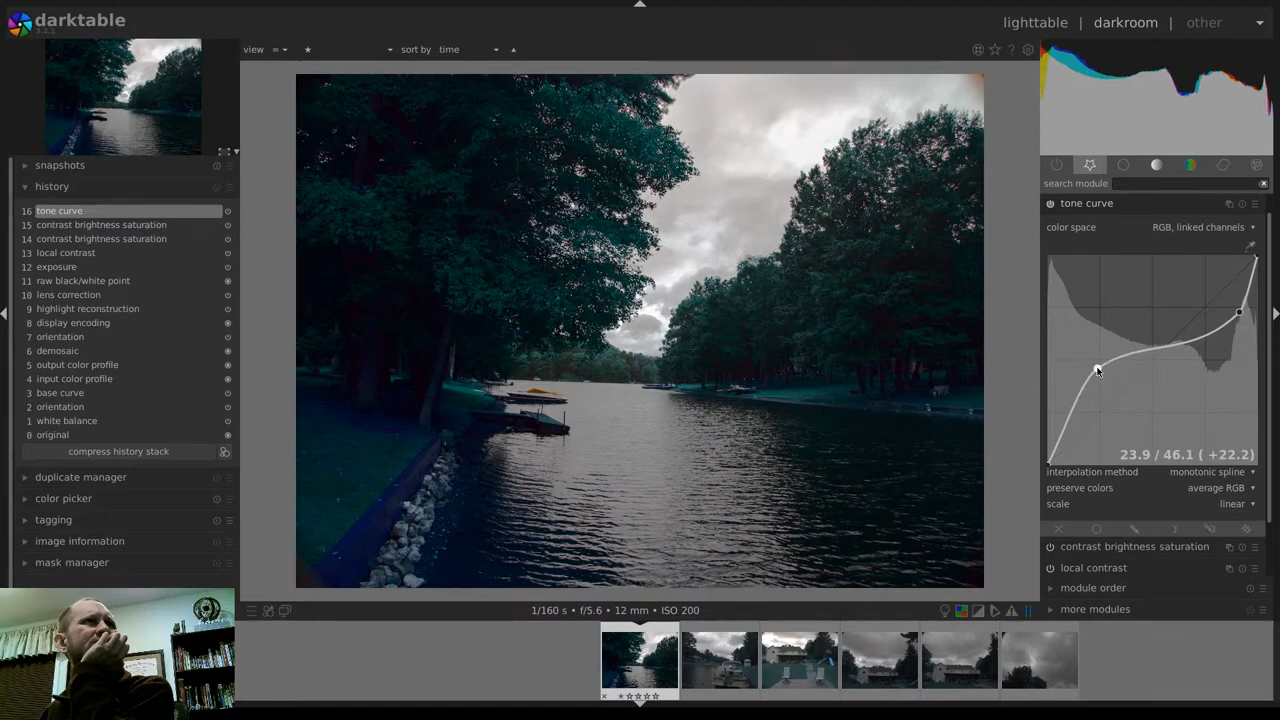 darktable
3.2.1
lighttable | darkroom | other
view = ★ sort by time
snapshots
history
16 tone curve
15 contrast brightness saturation
14 contrast brightness saturation
13 local contrast
12 exposure
11 raw black/white point
10 lens correction
9 highlight reconstruction
8 display encoding
7 orientation
6 demosaic
5 output color profile
4 input color profile
3 base curve
2 orientation
1 white balance
0 original
compress history stack
duplicate manager
color picker
tagging
image information
mask manager
1/160 s • f/5.6 • 12 mm • ISO 200
search module
tone curve
color space RGB, linked channels
23.9 / 46.1 ( +22.2)
interpolation method monotonic spline
preserve colors average RGB
scale linear
contrast brightness saturation
local contrast
module order
more modules